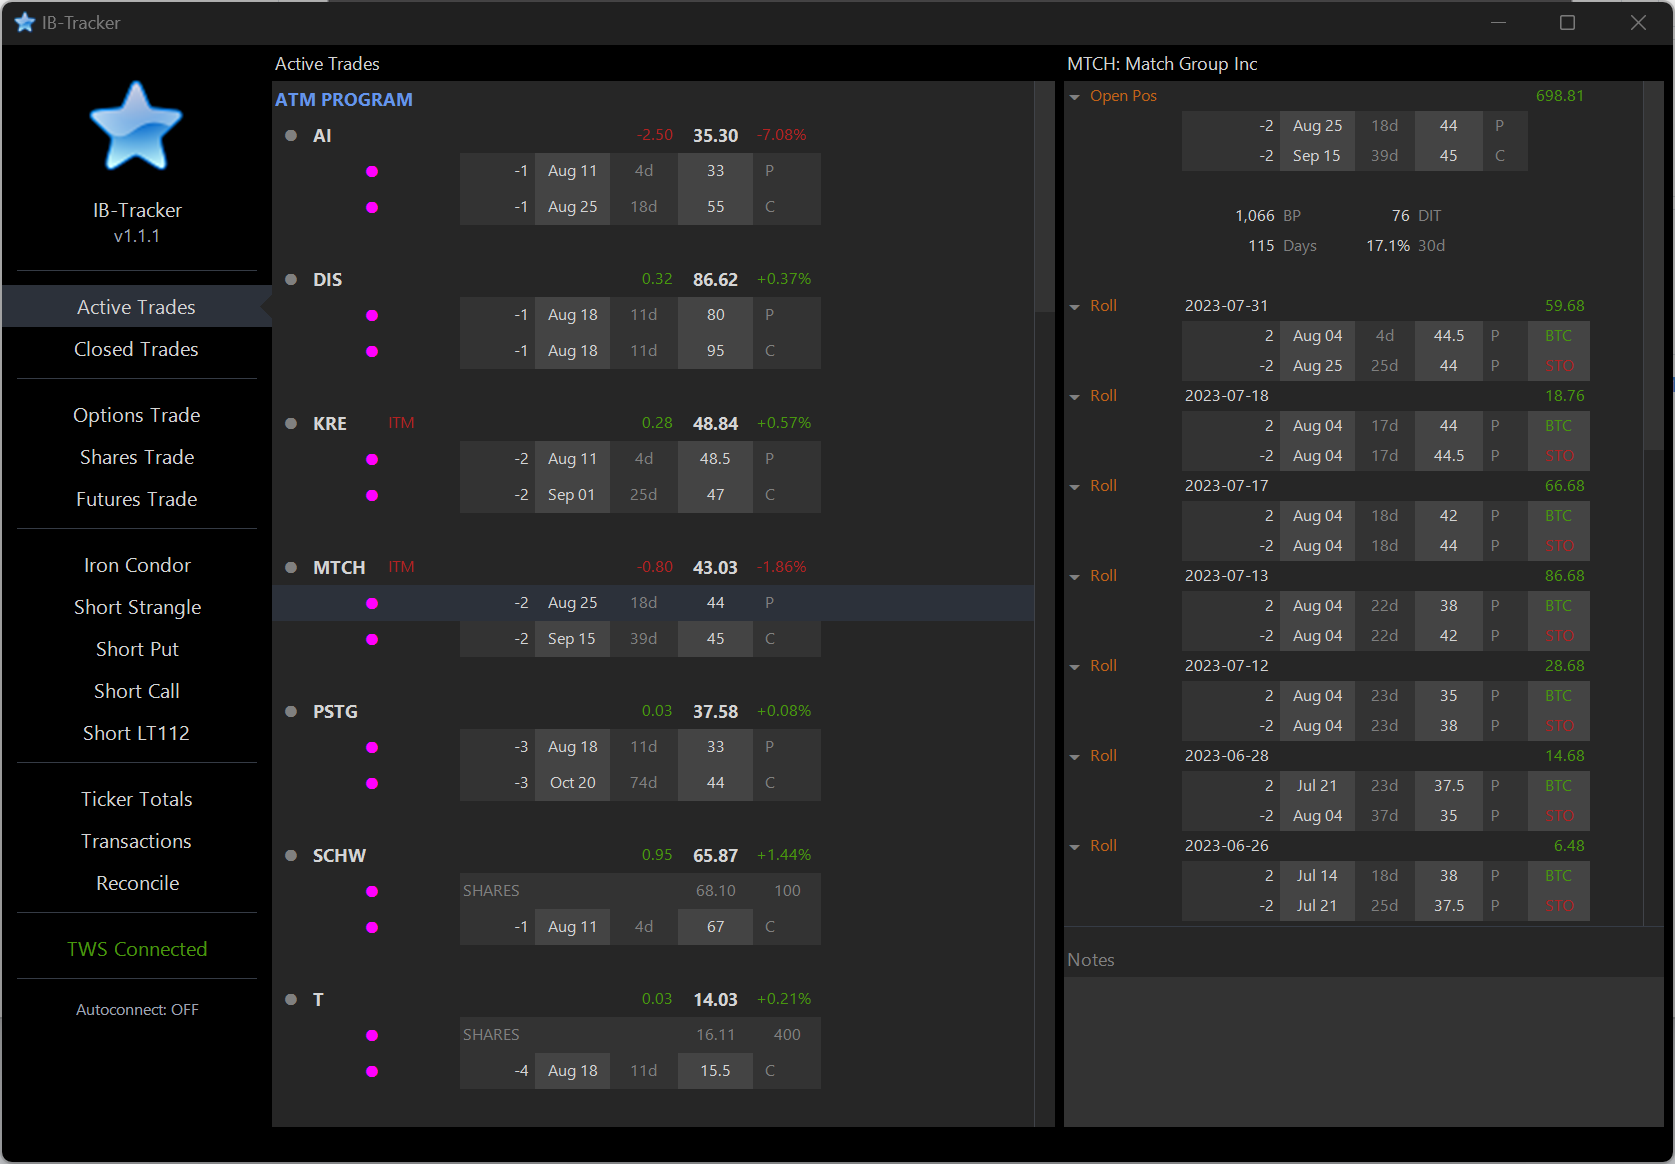 IB-Tracker
IB-Tracker
v1.1.1
Active Trades
Closed Trades
Options Trade
Shares Trade
Futures Trade
Iron Condor
Short Strangle
Short Put
Short Call
Short LT112
Ticker Totals
Transactions
Reconcile
TWS Connected
Autoconnect: OFF
Active Trades
ATM PROGRAM
AI -2.50 35.30 -7.08%
-1 Aug 11 4d 33 P
-1 Aug 25 18d 55 C
DIS 0.32 86.62 +0.37%
-1 Aug 18 11d 80 P
-1 Aug 18 11d 95 C
KRE ITM 0.28 48.84 +0.57%
-2 Aug 11 4d 48.5 P
-2 Sep 01 25d 47 C
MTCH ITM -0.80 43.03 -1.86%
-2 Aug 25 18d 44 P
-2 Sep 15 39d 45 C
PSTG 0.03 37.58 +0.08%
-3 Aug 18 11d 33 P
-3 Oct 20 74d 44 C
SCHW 0.95 65.87 +1.44%
SHARES 68.10 100
-1 Aug 11 4d 67 C
T 0.03 14.03 +0.21%
SHARES 16.11 400
-4 Aug 18 11d 15.5 C
MTCH: Match Group Inc
Open Pos 698.81
-2 Aug 25 18d 44 P
-2 Sep 15 39d 45 C
1,066 BP 76 DIT
115 Days 17.1% 30d
Roll 2023-07-31 59.68
2 Aug 04 4d 44.5 P BTC
-2 Aug 25 25d 44 P STO
Roll 2023-07-18 18.76
2 Aug 04 17d 44 P BTC
-2 Aug 04 17d 44.5 P STO
Roll 2023-07-17 66.68
2 Aug 04 18d 42 P BTC
-2 Aug 04 18d 44 P STO
Roll 2023-07-13 86.68
2 Aug 04 22d 38 P BTC
-2 Aug 04 22d 42 P STO
Roll 2023-07-12 28.68
2 Aug 04 23d 35 P BTC
-2 Aug 04 23d 38 P STO
Roll 2023-06-28 14.68
2 Jul 21 23d 37.5 P BTC
-2 Aug 04 37d 35 P STO
Roll 2023-06-26 6.48
2 Jul 14 18d 38 P BTC
-2 Jul 21 25d 37.5 P STO
Notes